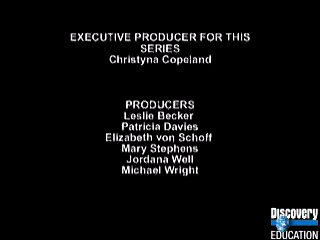 EXECUTIVE PRODUCER FOR THIS
SERIES
Christyna Copeland
PRODUCERS
Leslie Becker
Patricia Davies
Elizabeth von Schoff
Mary Stephens
Jordana Well
Michael Wright
Discovery
EDUCATION